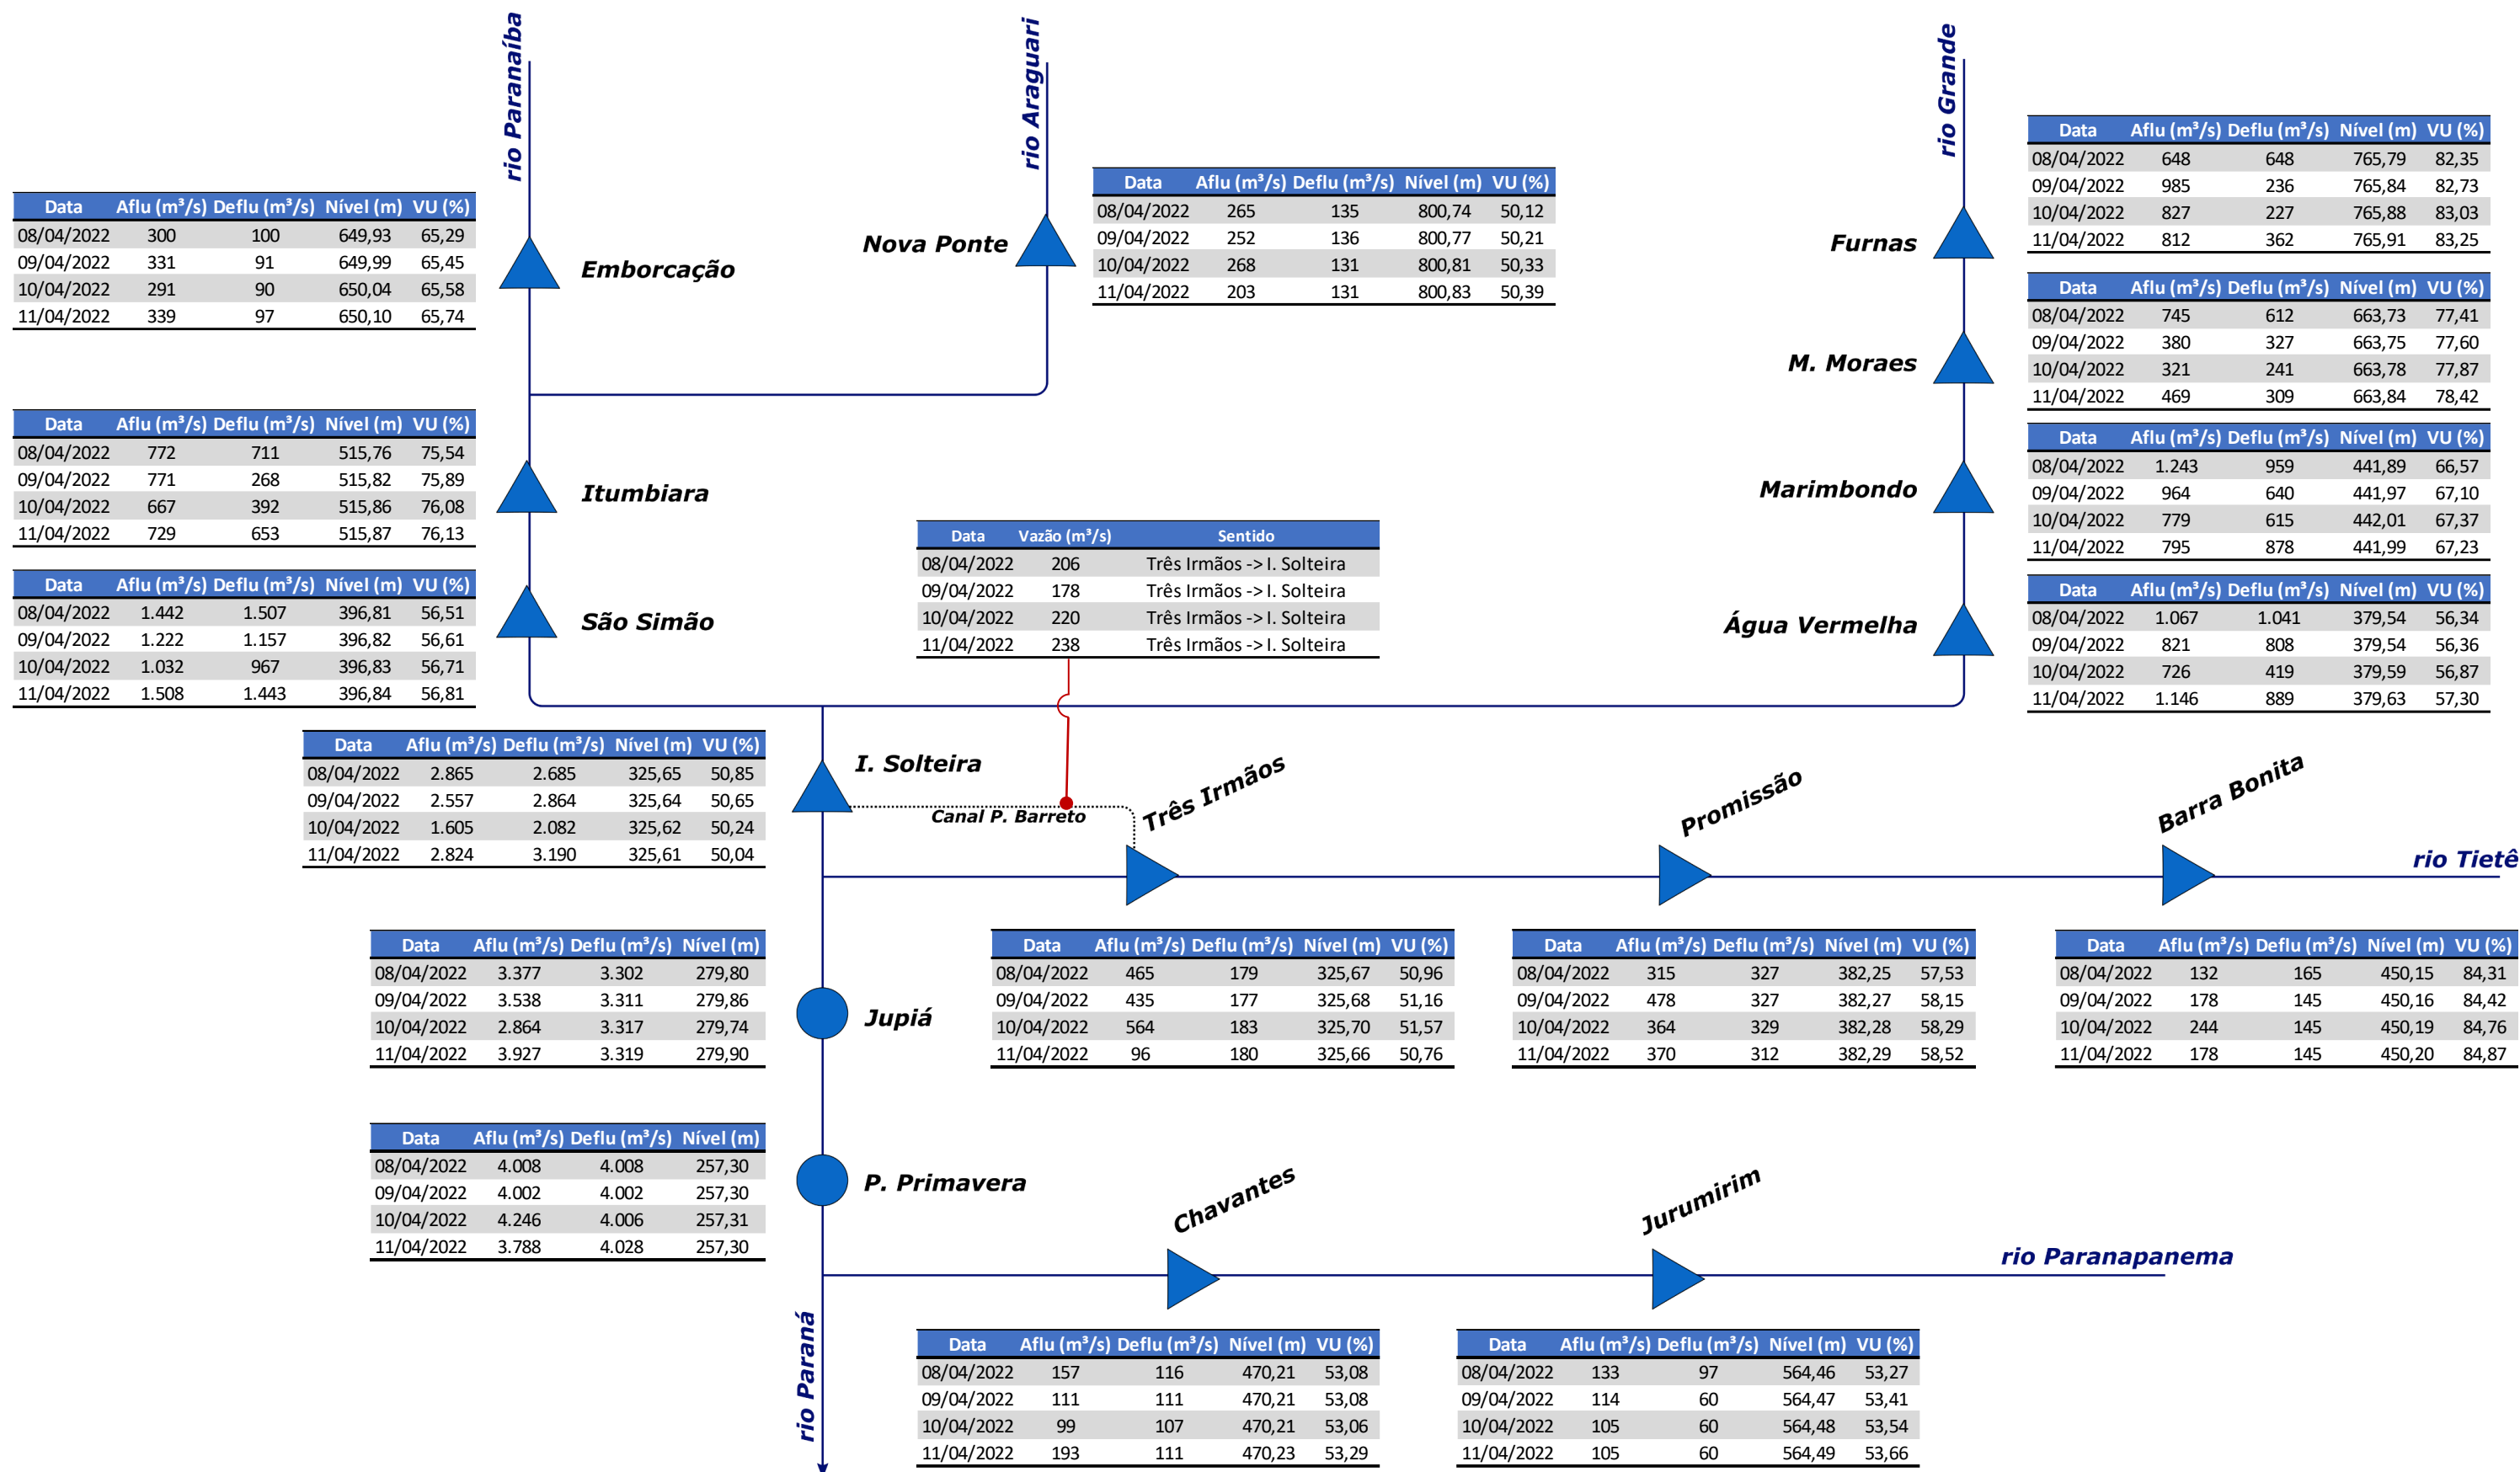 rio Paranaíba
rio Araguari
rio Grande
Data Aflu (m³/s) Deflu (m³/s) Nível (m) VU (%)
08/04/2022 300 100 649,93 65,29
09/04/2022 331 91 649,99 65,45
10/04/2022 291 90 650,04 65,58
11/04/2022 339 97 650,10 65,74
Emborcação
Nova Ponte
Data Aflu (m³/s) Deflu (m³/s) Nível (m) VU (%)
08/04/2022 265 135 800,74 50,12
09/04/2022 252 136 800,77 50,21
10/04/2022 268 131 800,81 50,33
11/04/2022 203 131 800,83 50,39
Furnas
Data Aflu (m³/s) Deflu (m³/s) Nível (m) VU (%)
08/04/2022 648 648 765,79 82,35
09/04/2022 985 236 765,84 82,73
10/04/2022 827 227 765,88 83,03
11/04/2022 812 362 765,91 83,25
M. Moraes
Data Aflu (m³/s) Deflu (m³/s) Nível (m) VU (%)
08/04/2022 745 612 663,73 77,41
09/04/2022 380 327 663,75 77,60
10/04/2022 321 241 663,78 77,87
11/04/2022 469 309 663,84 78,42
Data Aflu (m³/s) Deflu (m³/s) Nível (m) VU (%)
08/04/2022 772 711 515,76 75,54
09/04/2022 771 268 515,82 75,89
10/04/2022 667 392 515,86 76,08
11/04/2022 729 653 515,87 76,13
Itumbiara
Marimbondo
Data Aflu (m³/s) Deflu (m³/s) Nível (m) VU (%)
08/04/2022 1.243 959 441,89 66,57
09/04/2022 964 640 441,97 67,10
10/04/2022 779 615 442,01 67,37
11/04/2022 795 878 441,99 67,23
Data Vazão (m³/s) Sentido
08/04/2022 206 Três Irmãos -> I. Solteira
09/04/2022 178 Três Irmãos -> I. Solteira
10/04/2022 220 Três Irmãos -> I. Solteira
11/04/2022 238 Três Irmãos -> I. Solteira
Data Aflu (m³/s) Deflu (m³/s) Nível (m) VU (%)
08/04/2022 1.442 1.507 396,81 56,51
09/04/2022 1.222 1.157 396,82 56,61
10/04/2022 1.032 967 396,83 56,71
11/04/2022 1.508 1.443 396,84 56,81
São Simão
Água Vermelha
Data Aflu (m³/s) Deflu (m³/s) Nível (m) VU (%)
08/04/2022 1.067 1.041 379,54 56,34
09/04/2022 821 808 379,54 56,36
10/04/2022 726 419 379,59 56,87
11/04/2022 1.146 889 379,63 57,30
Data Aflu (m³/s) Deflu (m³/s) Nível (m) VU (%)
08/04/2022 2.865 2.685 325,65 50,85
09/04/2022 2.557 2.864 325,64 50,65
10/04/2022 1.605 2.082 325,62 50,24
11/04/2022 2.824 3.190 325,61 50,04
I. Solteira
Canal P. Barreto
Três Irmãos
Promissão
Barra Bonita
rio Tietê
Data Aflu (m³/s) Deflu (m³/s) Nível (m)
08/04/2022 3.377 3.302 279,80
09/04/2022 3.538 3.311 279,86
10/04/2022 2.864 3.317 279,74
11/04/2022 3.927 3.319 279,90
Jupiá
Data Aflu (m³/s) Deflu (m³/s) Nível (m) VU (%)
08/04/2022 465 179 325,67 50,96
09/04/2022 435 177 325,68 51,16
10/04/2022 564 183 325,70 51,57
11/04/2022 96 180 325,66 50,76
Data Aflu (m³/s) Deflu (m³/s) Nível (m) VU (%)
08/04/2022 315 327 382,25 57,53
09/04/2022 478 327 382,27 58,15
10/04/2022 364 329 382,28 58,29
11/04/2022 370 312 382,29 58,52
Data Aflu (m³/s) Deflu (m³/s) Nível (m) VU (%)
08/04/2022 132 165 450,15 84,31
09/04/2022 178 145 450,16 84,42
10/04/2022 244 145 450,19 84,76
11/04/2022 178 145 450,20 84,87
Data Aflu (m³/s) Deflu (m³/s) Nível (m)
08/04/2022 4.008 4.008 257,30
09/04/2022 4.002 4.002 257,30
10/04/2022 4.246 4.006 257,31
11/04/2022 3.788 4.028 257,30
P. Primavera
Chavantes
Jurumirim
rio Paranapanema
rio Paraná
Data Aflu (m³/s) Deflu (m³/s) Nível (m) VU (%)
08/04/2022 157 116 470,21 53,08
09/04/2022 111 111 470,21 53,08
10/04/2022 99 107 470,21 53,06
11/04/2022 193 111 470,23 53,29
Data Aflu (m³/s) Deflu (m³/s) Nível (m) VU (%)
08/04/2022 133 97 564,46 53,27
09/04/2022 114 60 564,47 53,41
10/04/2022 105 60 564,48 53,54
11/04/2022 105 60 564,49 53,66